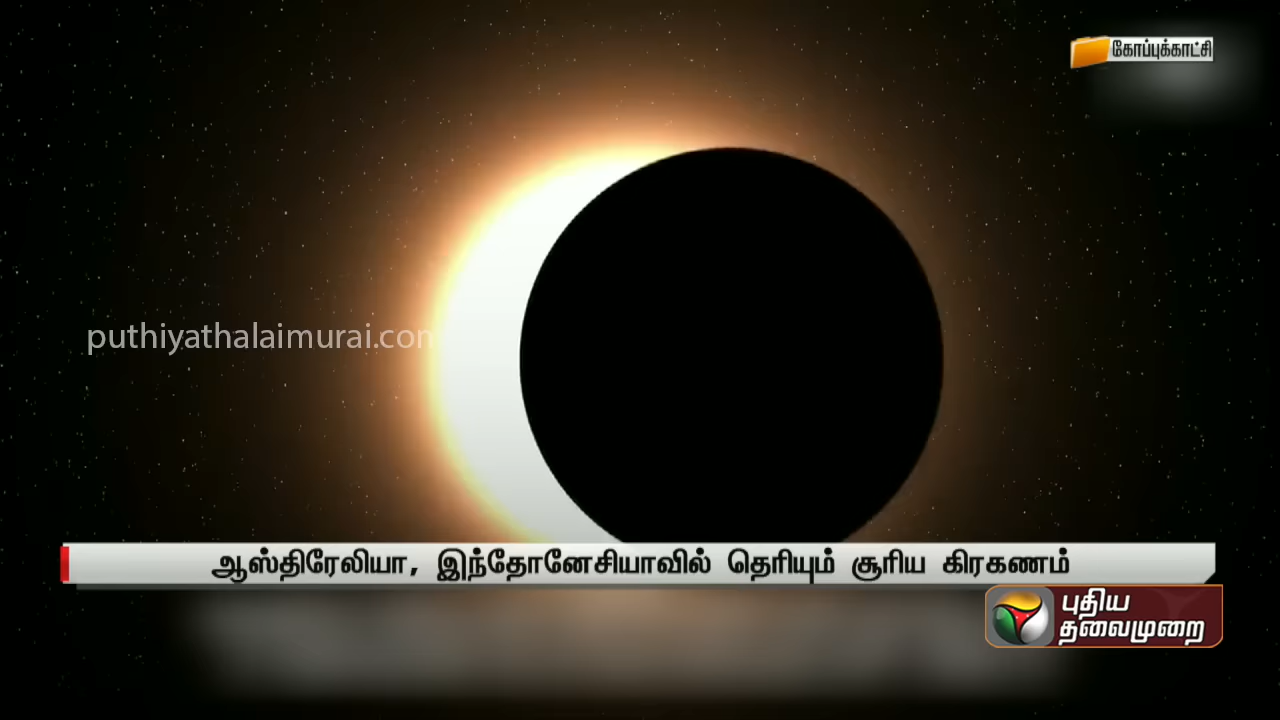 கோப்புக்காட்சி
puthiyathalaimurai.com
ஆஸ்திரேலியா, இந்தோனேசியாவில் தெரியும் சூரிய கிரகணம்
புதிய
தலைமுறை